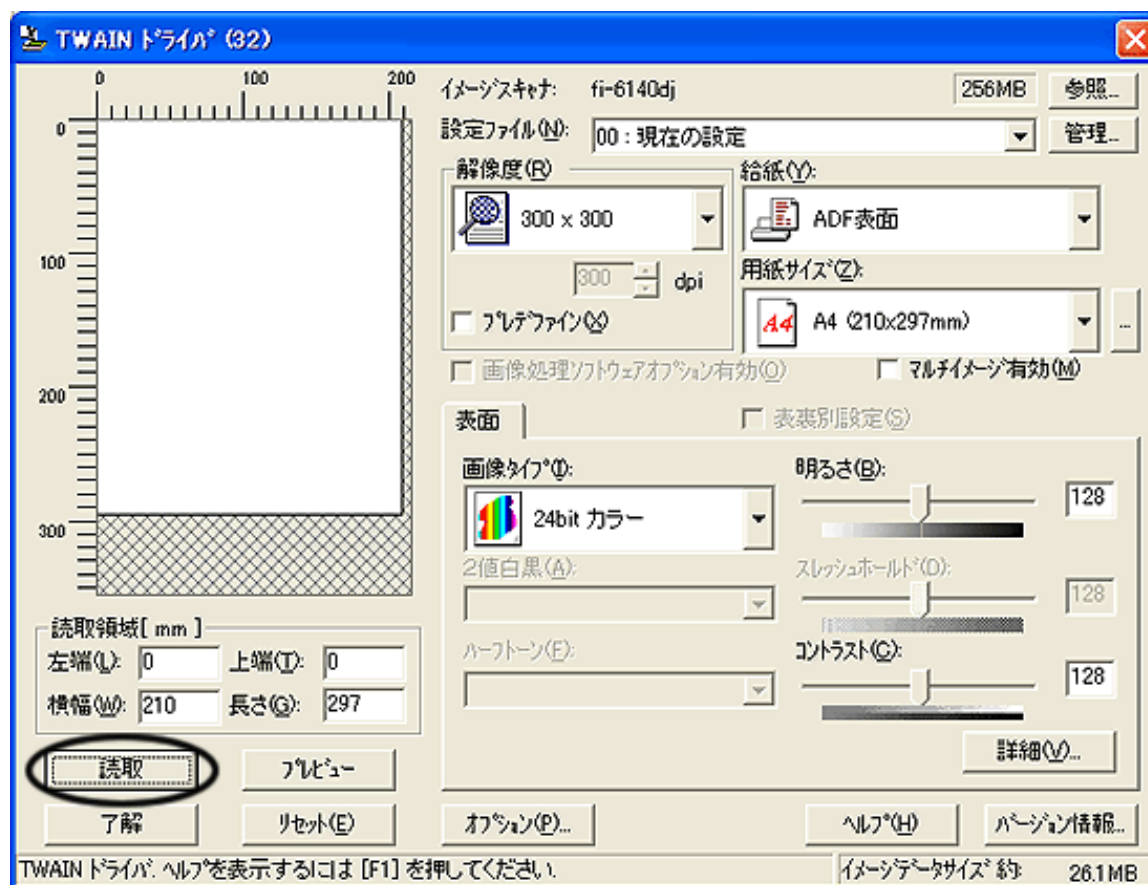 TWAIN ドライバ (32)
0 100 200
0
100
200
300
イメージスキャナ: fi-6140dj 256MB 参照...
設定ファイル(N): 00 : 現在の設定 管理...
解像度(R)
300 x 300
300 dpi
プレデファイン(X)
給紙(Y):
ADF表面
用紙サイズ(Z):
A4 A4 (210x297mm) ...
画像処理ソフトウェアオプション有効(O) マルチイメージ有効(M)
表面 表裏別設定(S)
画像タイプ(I):
24bit カラー
2値白黒(A):
ハーフトーン(F):
明るさ(B):
128
スレッショホールド(D):
128
コントラスト(C):
128
詳細(V)...
読取領域[ mm ]
左端(L): 0 上端(T): 0
横幅(W): 210 長さ(G): 297
読取 プレビュー
了解 リセット(E) オプション(P)... ヘルプ(H) バージョン情報...
TWAIN ドライバ. ヘルプを表示するには [F1] を押してください. イメージデータサイズ 約: 26.1MB